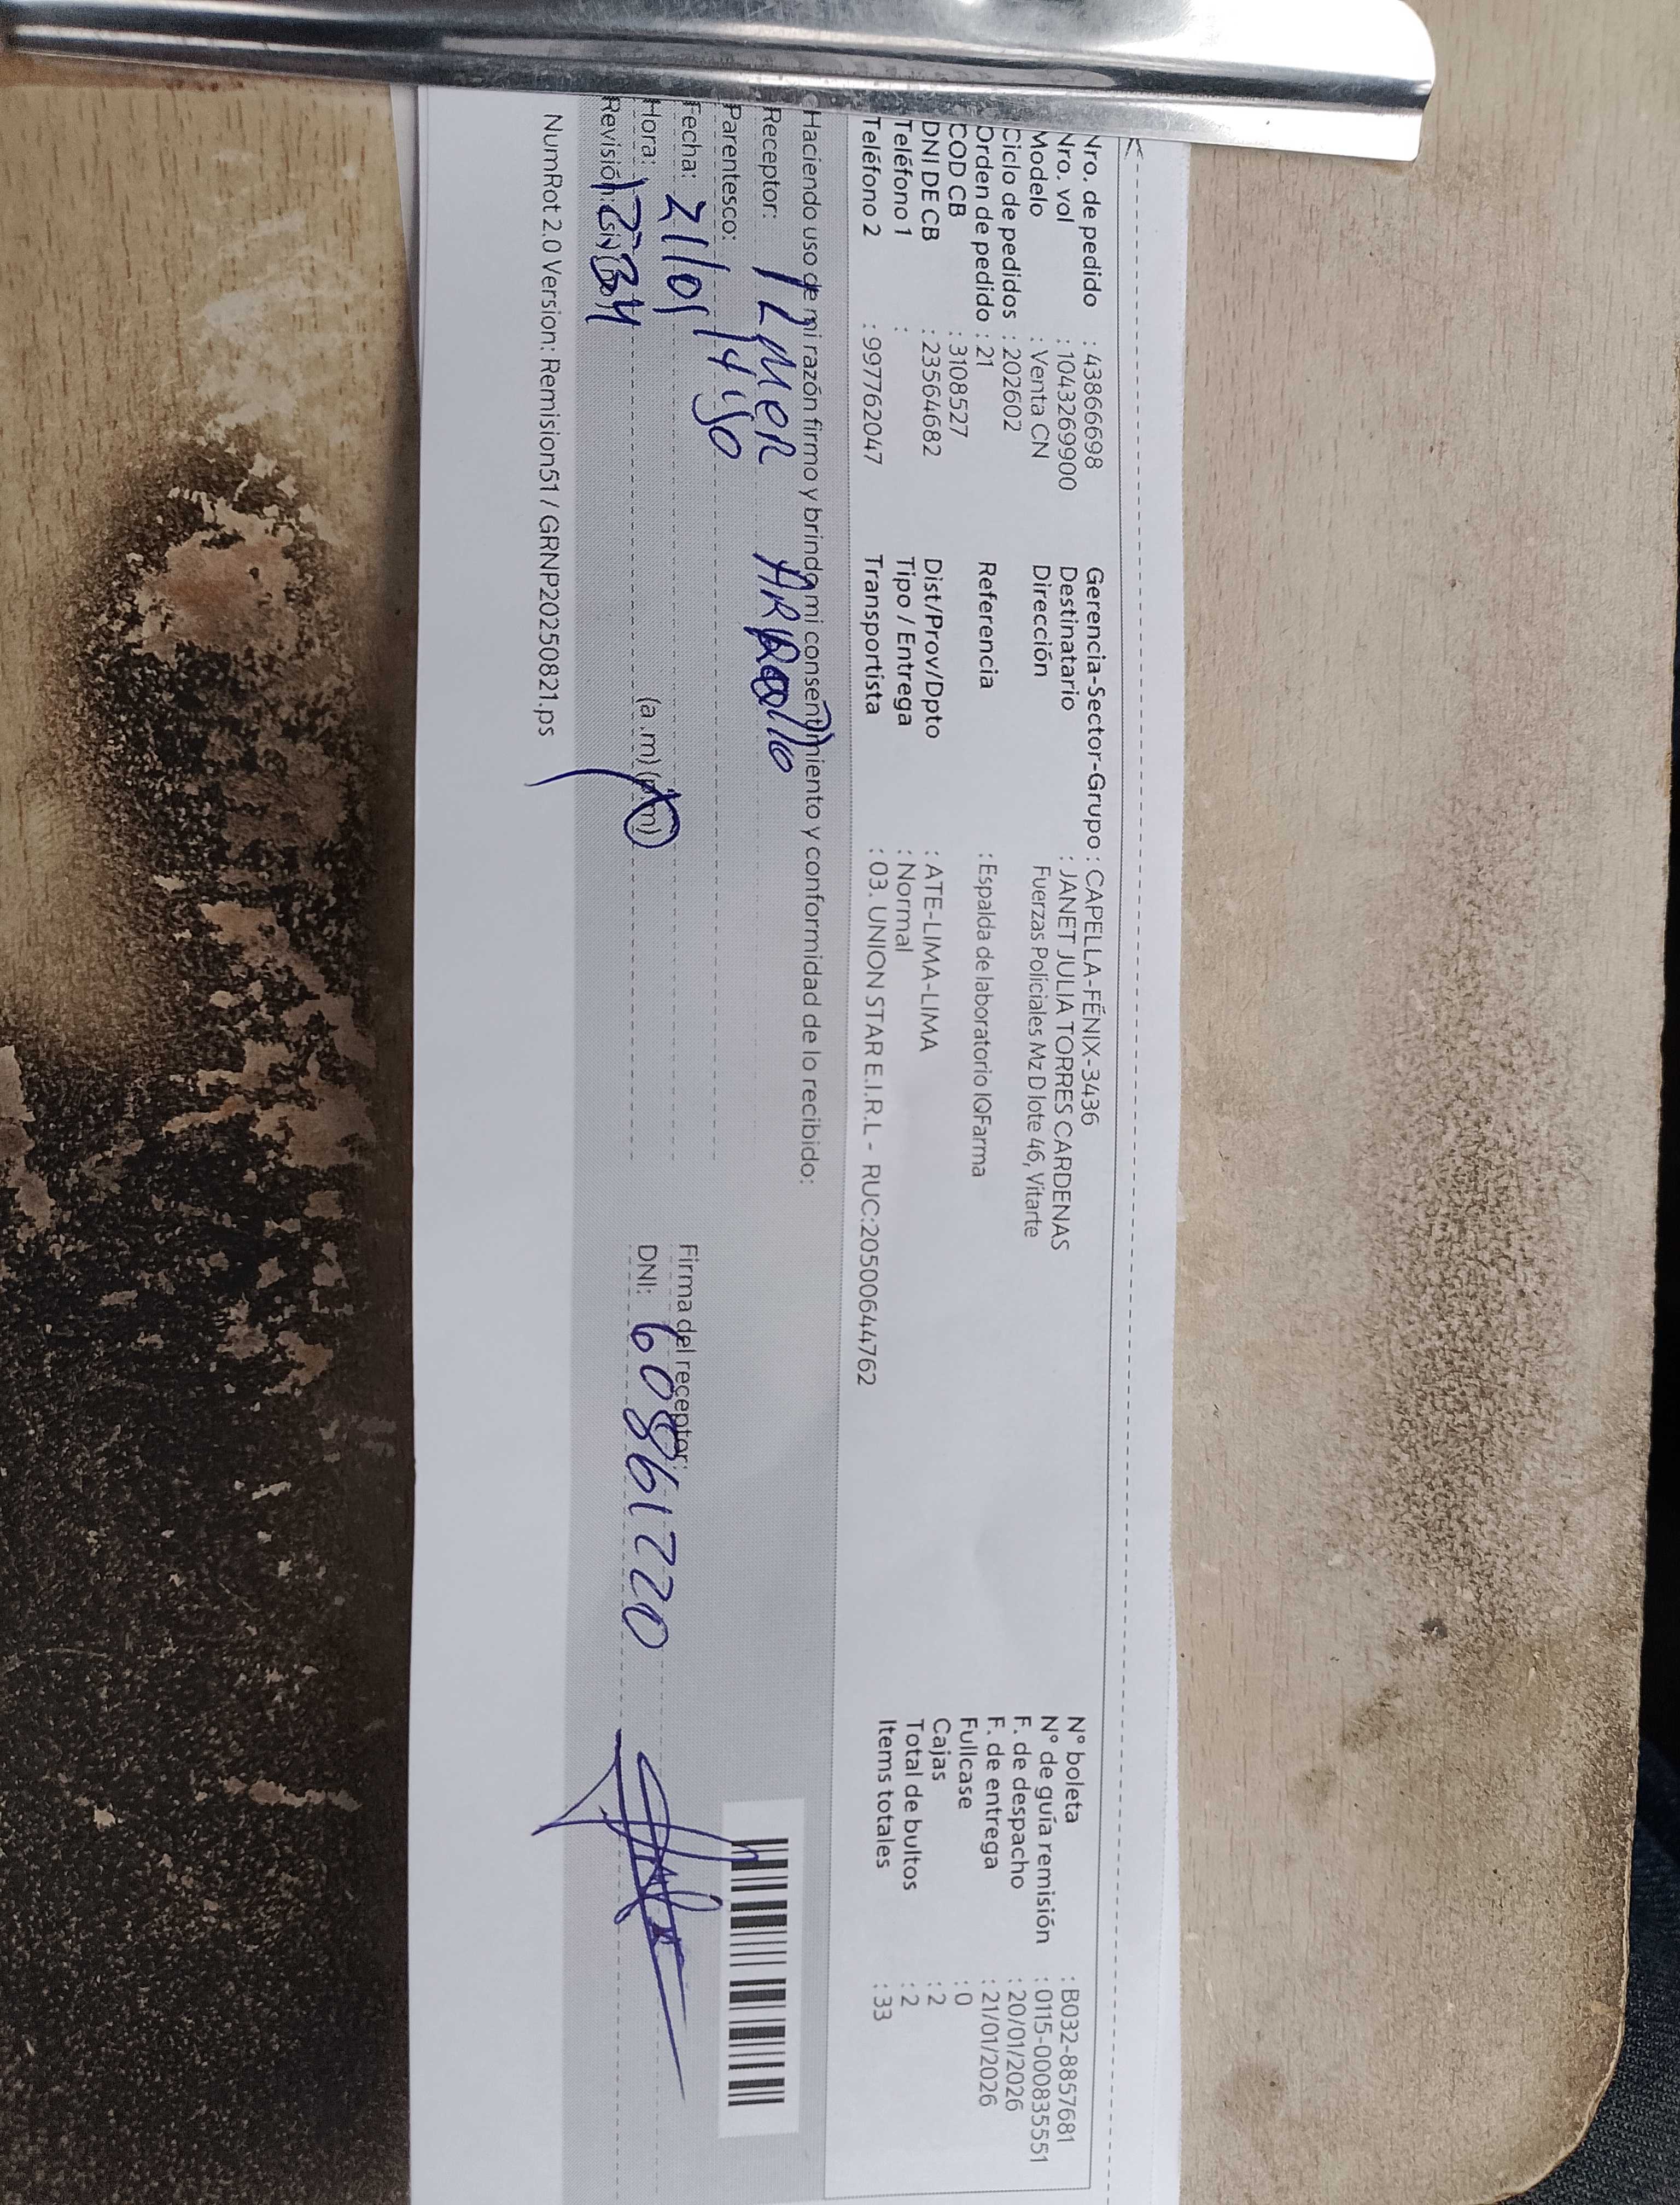 Nro. de pedido : 43866698
Nro. vol : 1043269900
Modelo : Venta CN
Ciclo de pedidos : 202602
Orden de pedido : 21
COD CB : 3108527
DNI DE CB : 23564682
Teléfono 1 :
Teléfono 2 : 997762047
Gerencia-Sector-Grupo : CAPELLA-FÉNIX-3436
Destinatario : JANET JULIA TORRES CARDENAS
Dirección Fuerzas Policiales Mz D lote 46, Vitarte
Referencia : Espalda de laboratorio IQFarma
Dist/Prov/Dpto : ATE-LIMA-LIMA
Tipo / Entrega : Normal
Transportista : 03. UNION STAR E.I.R.L - RUC:20500644762
N° boleta : B032-8857681
N° de guía remisión : 0115-000835551
F. de despacho : 20/01/2026
F. de entrega : 21/01/2026
Fullcase : 0
Cajas : 2
Total de bultos : 2
Items totales : 33
Haciendo uso de mi razón firmo y brindo mi consentimiento y conformidad de lo recibido:
Receptor: ILMER
Parentesco:
Fecha: 21/01
Hora: (a.m) (p.m)
Revisión:
Firma del receptor:
DNI: 60861220
NumRot 2.0 Version: Remision51 / GRNP20250821.ps